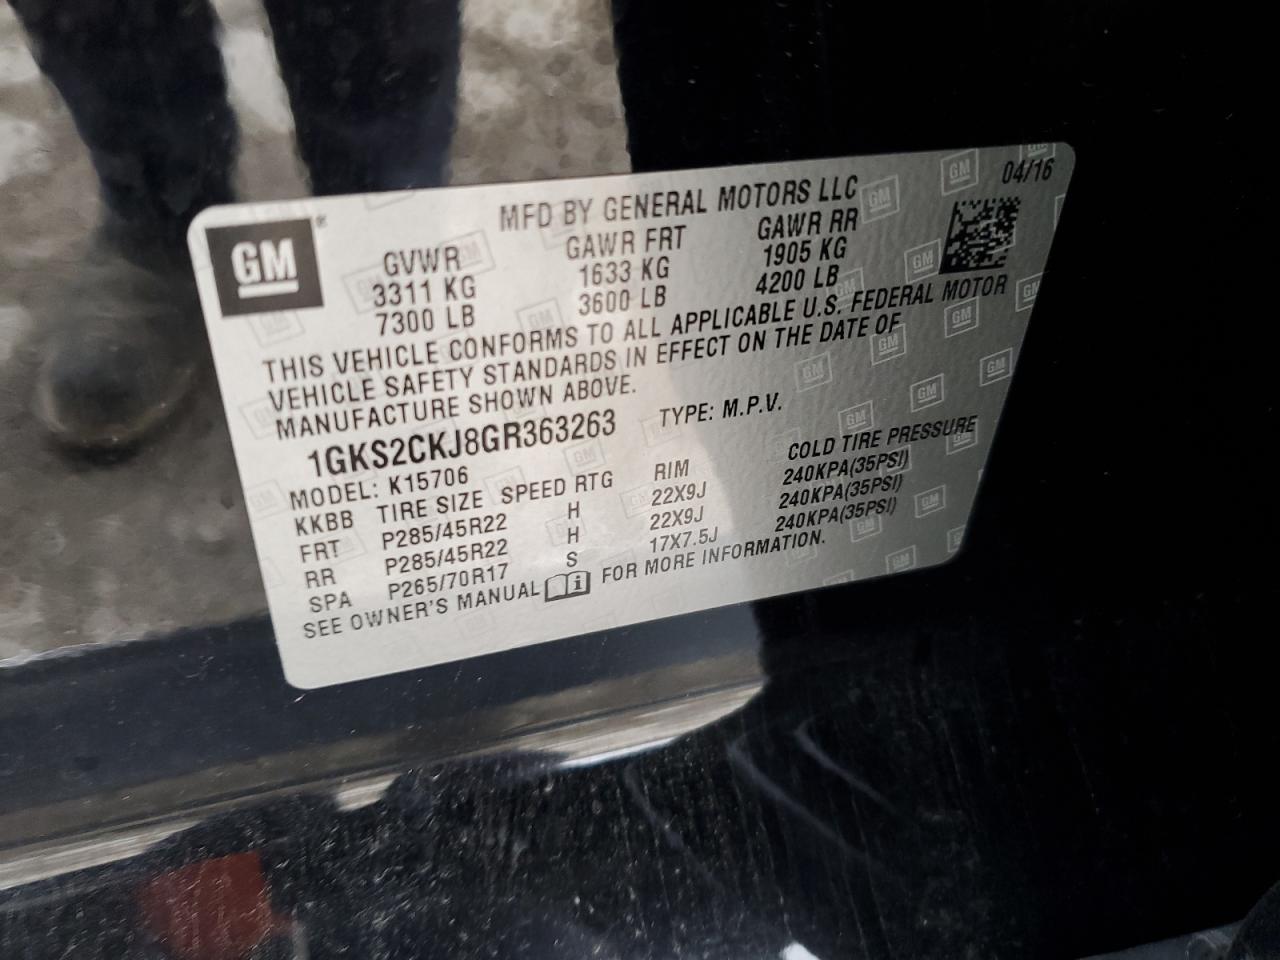 04/16
GM
MFD BY GENERAL MOTORS LLC
GVWR GAWR FRT GAWR RR
3311 KG 1633 KG 1905 KG
7300 LB 3600 LB 4200 LB
THIS VEHICLE CONFORMS TO ALL APPLICABLE U.S. FEDERAL MOTOR
VEHICLE SAFETY STANDARDS IN EFFECT ON THE DATE OF
MANUFACTURE SHOWN ABOVE.
1GKS2CKJ8GR363263 TYPE: M.P.V.
MODEL: K15706
KKBB TIRE SIZE SPEED RTG RIM COLD TIRE PRESSURE
FRT P285/45R22 H 22X9J 240KPA(35PSI)
RR P285/45R22 H 22X9J 240KPA(35PSI)
SPA P265/70R17 S 17X7.5J 240KPA(35PSI)
SEE OWNER'S MANUAL i FOR MORE INFORMATION.